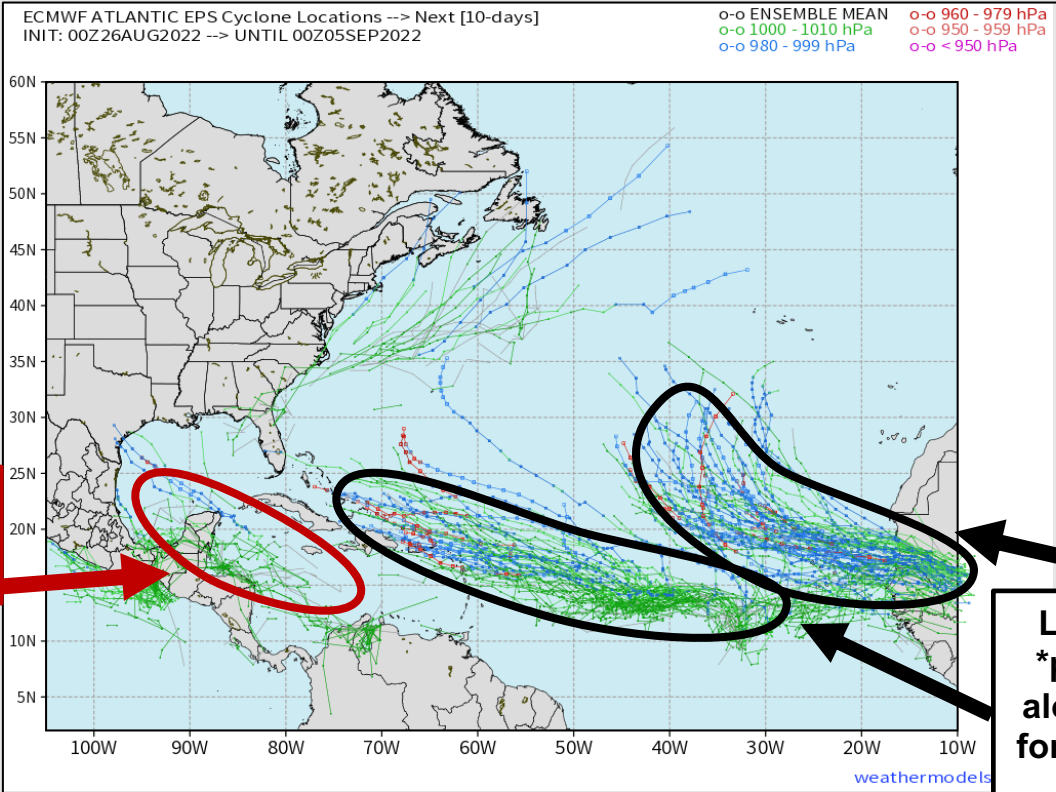 ECMWF ATLANTIC EPS Cyclone Locations --> Next [10-days]
INIT: 00Z26AUG2022 --> UNTIL 00Z05SEP2022
o-o ENSEMBLE MEAN
o-o 960 - 979 hPa
o-o 1000 - 1010 hPa
o-o 950 - 959 hPa
o-o 980 - 999 hPa
o-o < 950 hPa
60N
55N
50N
45N
40N
35N
30N
25N
20N
15N
10N
5N
100W
90W
80W
70W
60W
50W
40W
30W
20W
10W
weathermodels